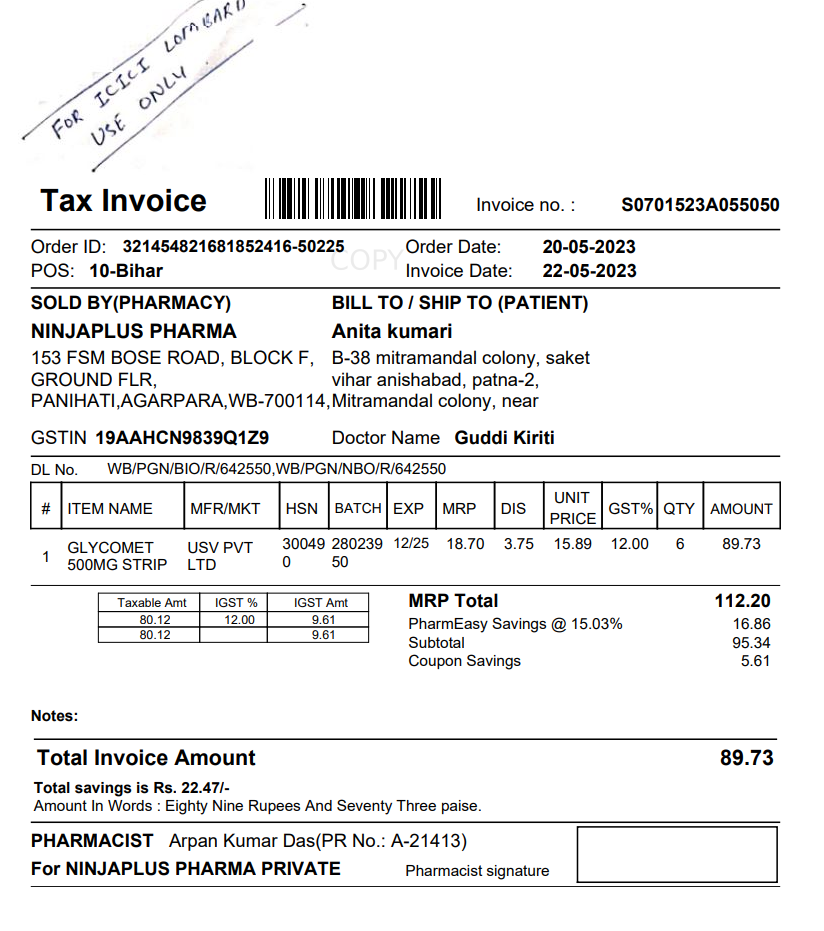 FOR ICICI LOMBARD
USE ONLY
Tax Invoice
Invoice no. : S0701523A055050
Order ID: 321454821681852416-50225
Order Date: 20-05-2023
COPY
POS: 10-Bihar
Invoice Date: 22-05-2023
SOLD BY(PHARMACY)
NINJAPLUS PHARMA
153 FSM BOSE ROAD, BLOCK F,
GROUND FLR,
PANIHATI,AGARPARA,WB-700114,
BILL TO / SHIP TO (PATIENT)
Anita kumari
B-38 mitramandal colony, saket
vihar anishabad, patna-2,
Mitramandal colony, near
GSTIN 19AAHCN9839Q1Z9
Doctor Name Guddi Kiriti
DL No. WB/PGN/BIO/R/642550,WB/PGN/NBO/R/642550
# ITEM NAME MFR/MKT HSN BATCH EXP MRP DIS UNIT PRICE GST% QTY AMOUNT
1 GLYCOMET USV PVT 30049 280239 12/25 18.70 3.75 15.89 12.00 6 89.73
500MG STRIP LTD 0 50
Taxable Amt IGST % IGST Amt
80.12 12.00 9.61
80.12 9.61
MRP Total 112.20
PharmEasy Savings @ 15.03% 16.86
Subtotal 95.34
Coupon Savings 5.61
Notes:
Total Invoice Amount 89.73
Total savings is Rs. 22.47/-
Amount In Words : Eighty Nine Rupees And Seventy Three paise.
PHARMACIST Arpan Kumar Das(PR No.: A-21413)
For NINJAPLUS PHARMA PRIVATE
Pharmacist signature